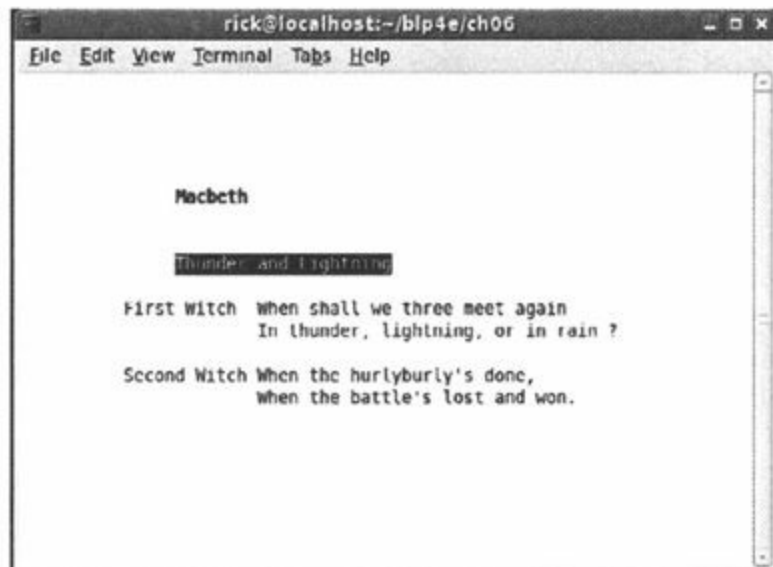 rick@localhost:~/blp4e/ch06
File Edit View Terminal Tabs Help
Macbeth
Thunder and Lightning
First Witch When shall we three meet again
In thunder, lightning, or in rain ?
Second Witch When the hurlyburly's done,
When the battle's lost and won.